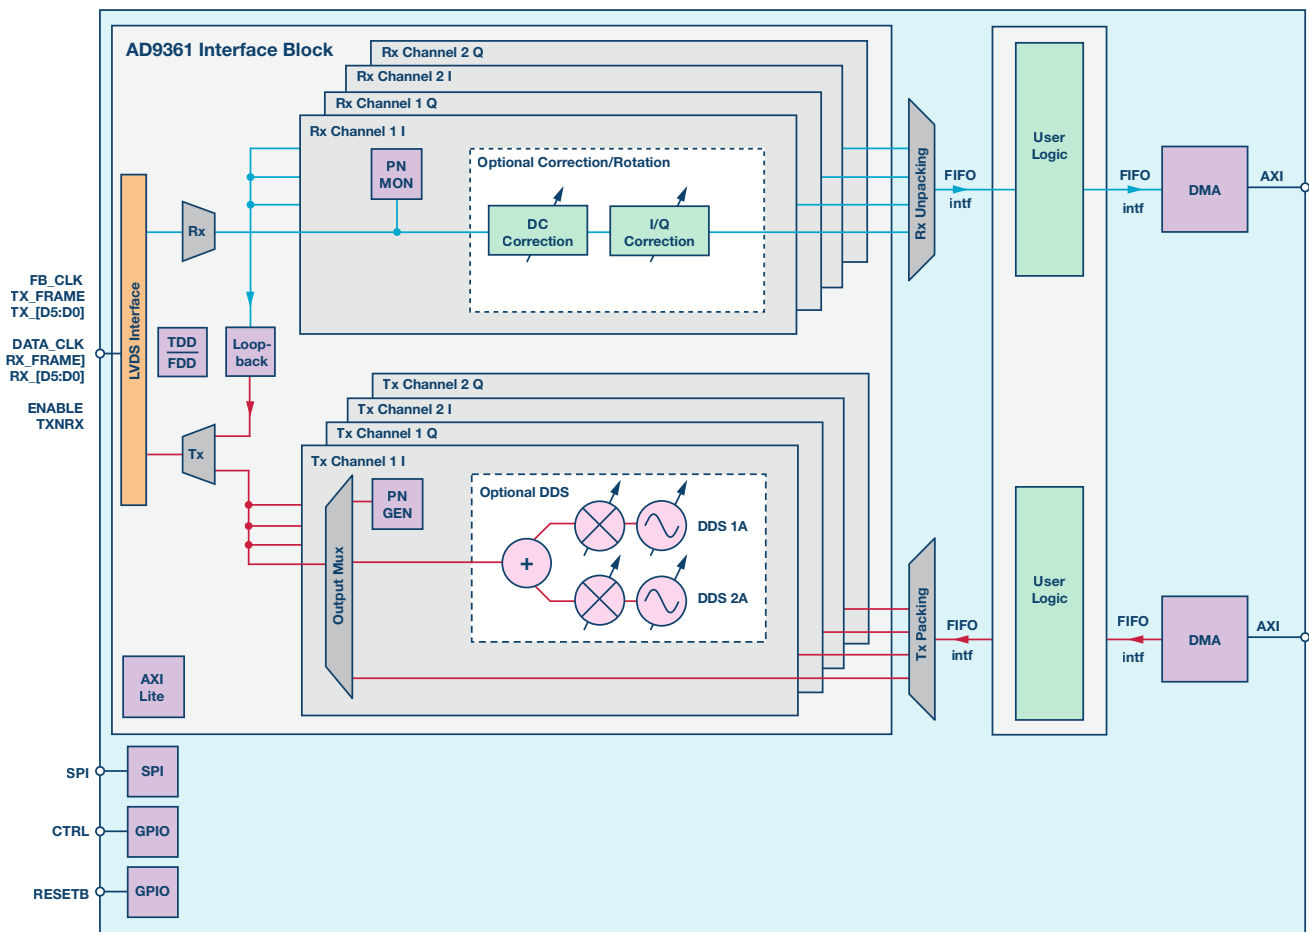 AD9361 Interface Block
Rx Channel 2 Q
Rx Channel 2 I
Rx Channel 1 Q
Rx Channel 1 I
PN
MON
Optional Correction/Rotation
DC
Correction
I/Q
Correction
Rx
Rx Unpacking
FIFO
intf
User
Logic
FIFO
intf
DMA
AXI
FB_CLK
TX_FRAME
TX_[D5:D0]
DATA_CLK
RX_FRAME]
RX_[D5:D0]
ENABLE
TXNRX
LVDS Interface
TDD
FDD
Loop-
back
Tx
Tx Channel 2 Q
Tx Channel 2 I
Tx Channel 1 Q
Tx Channel 1 I
PN
GEN
Output Mux
Optional DDS
+
DDS 1A
DDS 2A
Tx Packing
FIFO
intf
User
Logic
FIFO
intf
DMA
AXI
AXI
Lite
SPI
SPI
CTRL
GPIO
RESETB
GPIO